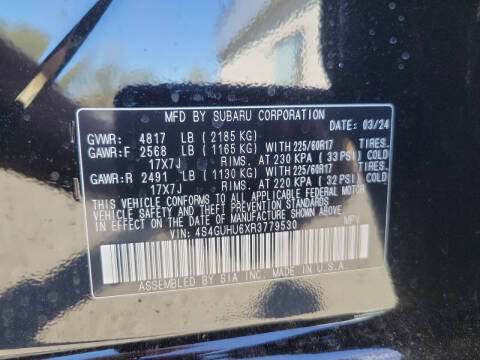 MFD BY SUBARU CORPORATION
GVWR: 4817 LB ( 2185 KG) DATE: 03/24
GAWR:F 2568 LB ( 1165 KG) WITH 225/60R17 TIRES.
17X7J RIMS. AT 230 KPA ( 33 PSI) COLD
GAWR:R 2491 LB ( 1130 KG) WITH 225/60R17 TIRES.
17X7J RIMS. AT 220 KPA ( 32 PSI) COLD
THIS VEHICLE CONFORMS TO ALL APPLICABLE FEDERAL MOTOR
VEHICLE SAFETY AND THEFT PREVENTION STANDARDS
IN EFFECT ON THE DATE OF MANUFACTURE SHOWN ABOVE.
VIN: 4S4GUHU6XR3779530 MPV
ASSEMBLED BY SIA INC. MADE IN U.S.A.